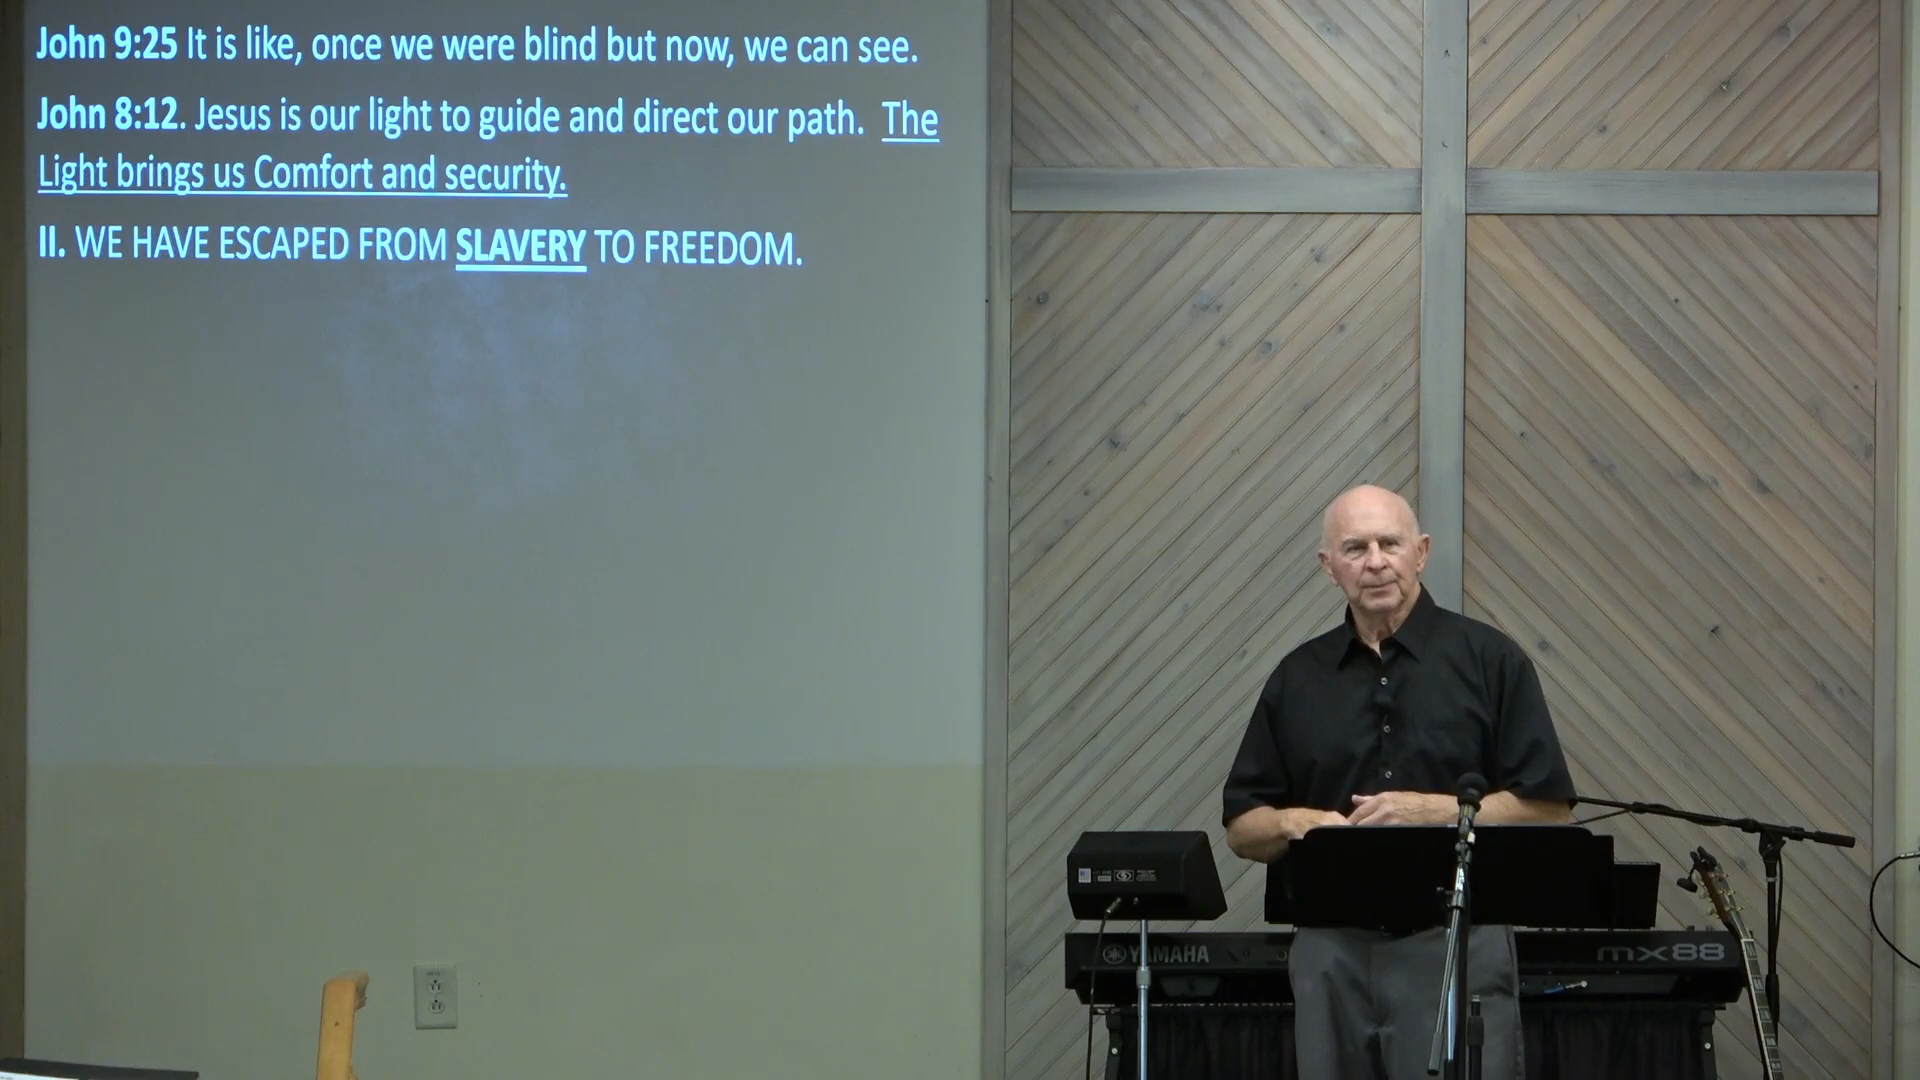 John 9:25 It is like, once we were blind but now, we can see.
John 8:12. Jesus is our light to guide and direct our path. The
Light brings us Comfort and security.
II. WE HAVE ESCAPED FROM SLAVERY TO FREEDOM.
YAMAHA
MX88